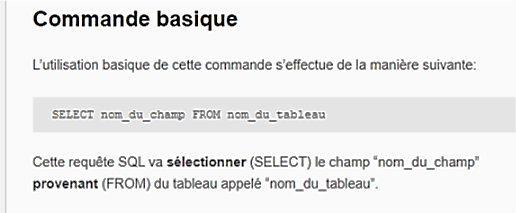 Commande basique
L'utilisation basique de cette commande s'effectue de la manière suivante:
SELECT nom_du_champ FROM nom_du_tableau
Cette requête SQL va sélectionner (SELECT) le champ "nom_du_champ"
provenant (FROM) du tableau appelé "nom_du_tableau".